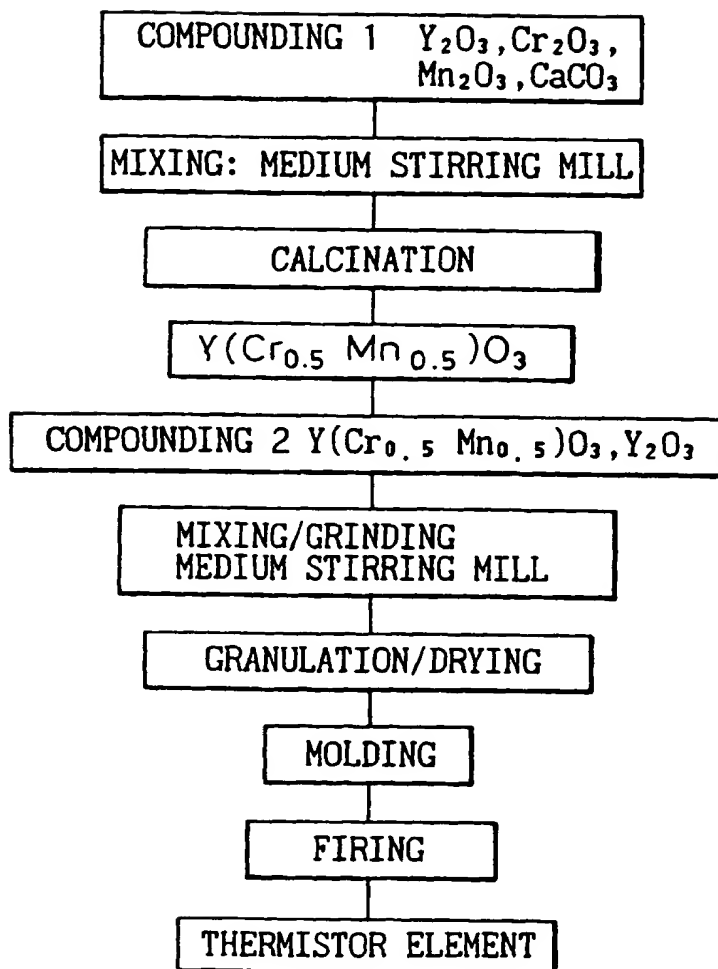 COMPOUNDING 1 Y₂O₃,Cr₂O₃,
Mn₂O₃,CaCO₃
MIXING: MEDIUM STIRRING MILL
CALCINATION
Y(Cr₀.₅ Mn₀.₅)O₃
COMPOUNDING 2 Y(Cr₀.₅ Mn₀.₅)O₃,Y₂O₃
MIXING/GRINDING
MEDIUM STIRRING MILL
GRANULATION/DRYING
MOLDING
FIRING
THERMISTOR ELEMENT